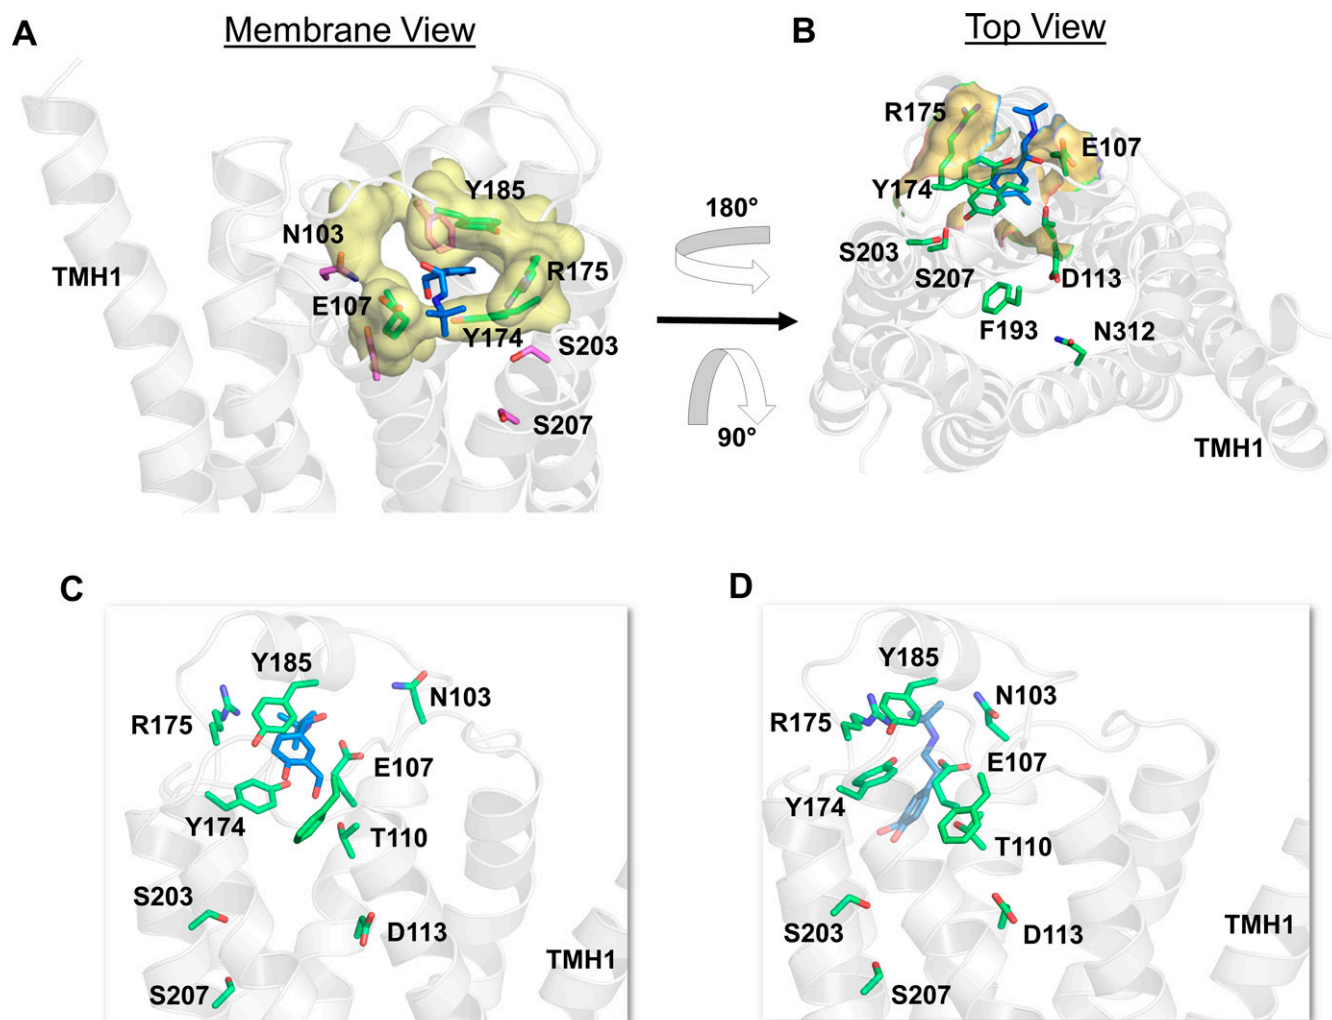 A
Membrane View
B
Top View
TMH1
N103
Y185
R175
E107
Y174
S203
S207
180°
90°
R175
E107
Y174
S203
S207
D113
F193
N312
TMH1
C
Y185
N103
R175
E107
Y174
T110
S203
D113
S207
TMH1
D
Y185
N103
R175
E107
Y174
T110
S203
D113
TMH1
S207